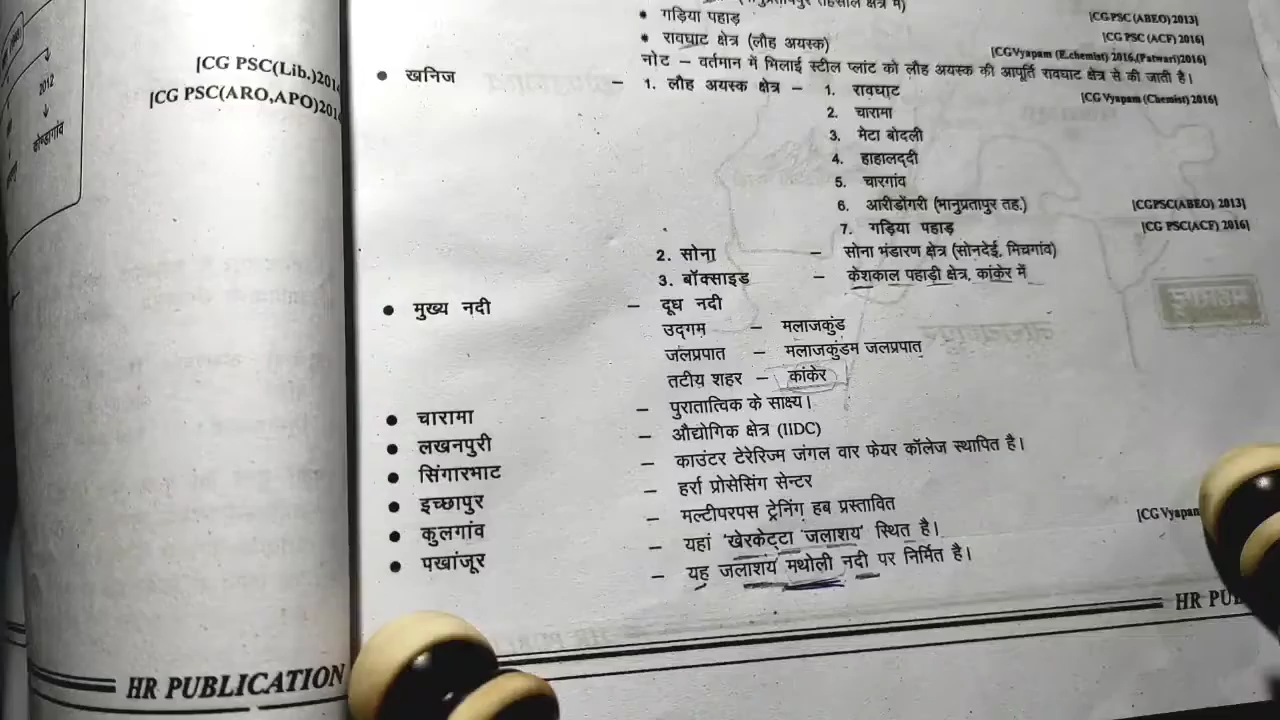 2012
↓
कोण्डागांव
[CG PSC(Lib.)201
[CG PSC(ARO,APO)201
HR PUBLICATION
• गड़िया पहाड़ [CGPSC (ABEO) 2013]
• रावघाट क्षेत्र (लौह अयस्क) [CG PSC (ACF) 2016]
[CGVyapam (E.chemist) 2016,(Patwari)2016]
नोट – वर्तमान में भिलाई स्टील प्लांट को लौह अयस्क की आपूर्ति रावघाट क्षेत्र से की जाती है।
• खनिज – 1. लौह अयस्क क्षेत्र – 1. रावघाट [CG Vyapam (Chemist) 2016]
2. चारामा
3. मेटा बोदली
4. हाहालद्दी
5. चारगांव
6. आरीडोंगरी (भानुप्रतापुर तह.) [CGPSC(ABEO) 2013]
7. गड़िया पहाड़ [CG PSC(ACF) 2016]
2. सोना – सोना भंडारण क्षेत्र (सोनदेई, मिचगांव)
3. बॉक्साइड – केशकाल पहाड़ी क्षेत्र, कांकेर में
• मुख्य नदी – दूध नदी
उद्गम – मलाजकुंड
जलप्रपात – मलाजकुंडम जलप्रपात
तटीय शहर – कांकेर
• चारामा – पुरातात्विक के साक्ष्य।
• लखनपुरी – औद्योगिक क्षेत्र (IIDC)
• सिंगारभाट – काउंटर टेरेरिज्म जंगल वार फेयर कॉलेज स्थापित है।
• इच्छापुर – हर्रा प्रोसेसिंग सेन्टर
• कुलगांव – मल्टीपरपस ट्रेनिंग हब प्रस्तावित
• पखांजूर – यहां 'खेरकेट्टा जलाशय' स्थित है। [CG Vyapam
– यह जलाशय मथोली नदी पर निर्मित है।
HR PU